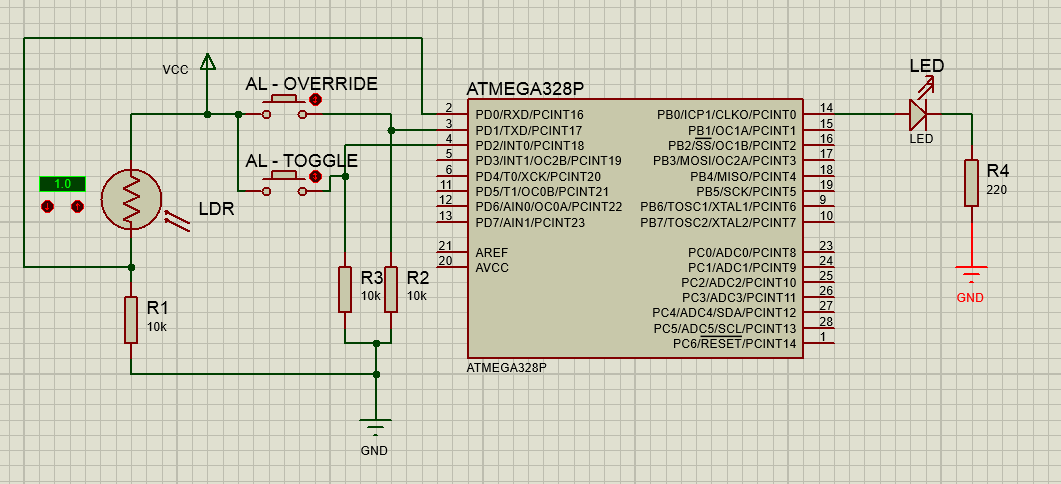 VCC
AL - OVERRIDE
AL - TOGGLE
1.0
LDR
R1
10k
R3
10k
R2
10k
GND
ATMEGA328P
2 PD0/RXD/PCINT16
3 PD1/TXD/PCINT17
4 PD2/INT0/PCINT18
5 PD3/INT1/OC2B/PCINT19
6 PD4/T0/XCK/PCINT20
11 PD5/T1/OC0B/PCINT21
12 PD6/AIN0/OC0A/PCINT22
13 PD7/AIN1/PCINT23
21 AREF
20 AVCC
PB0/ICP1/CLKO/PCINT0 14
PB1/OC1A/PCINT1 15
PB2/SS/OC1B/PCINT2 16
PB3/MOSI/OC2A/PCINT3 17
PB4/MISO/PCINT4 18
PB5/SCK/PCINT5 19
PB6/TOSC1/XTAL1/PCINT6 9
PB7/TOSC2/XTAL2/PCINT7 10
PC0/ADC0/PCINT8 23
PC1/ADC1/PCINT9 24
PC2/ADC2/PCINT10 25
PC3/ADC3/PCINT11 26
PC4/ADC4/SDA/PCINT12 27
PC5/ADC5/SCL/PCINT13 28
PC6/RESET/PCINT14 1
ATMEGA328P
LED
LED
R4
220
GND